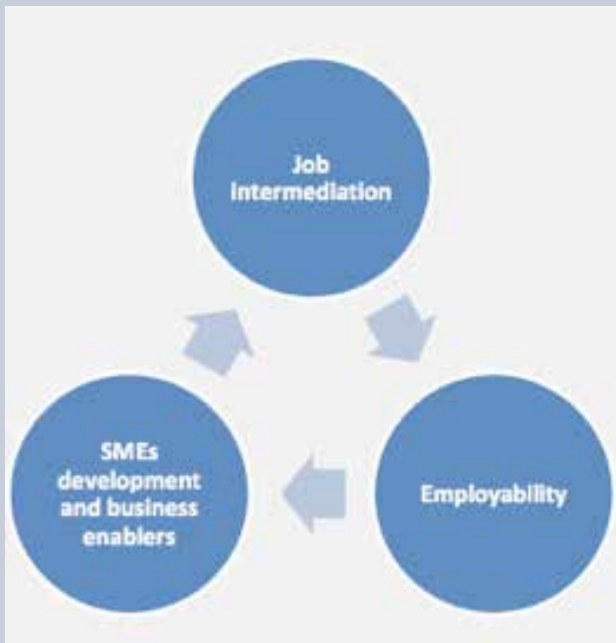 Job
intermediation
Employability
SMEs
development
and business
enablers